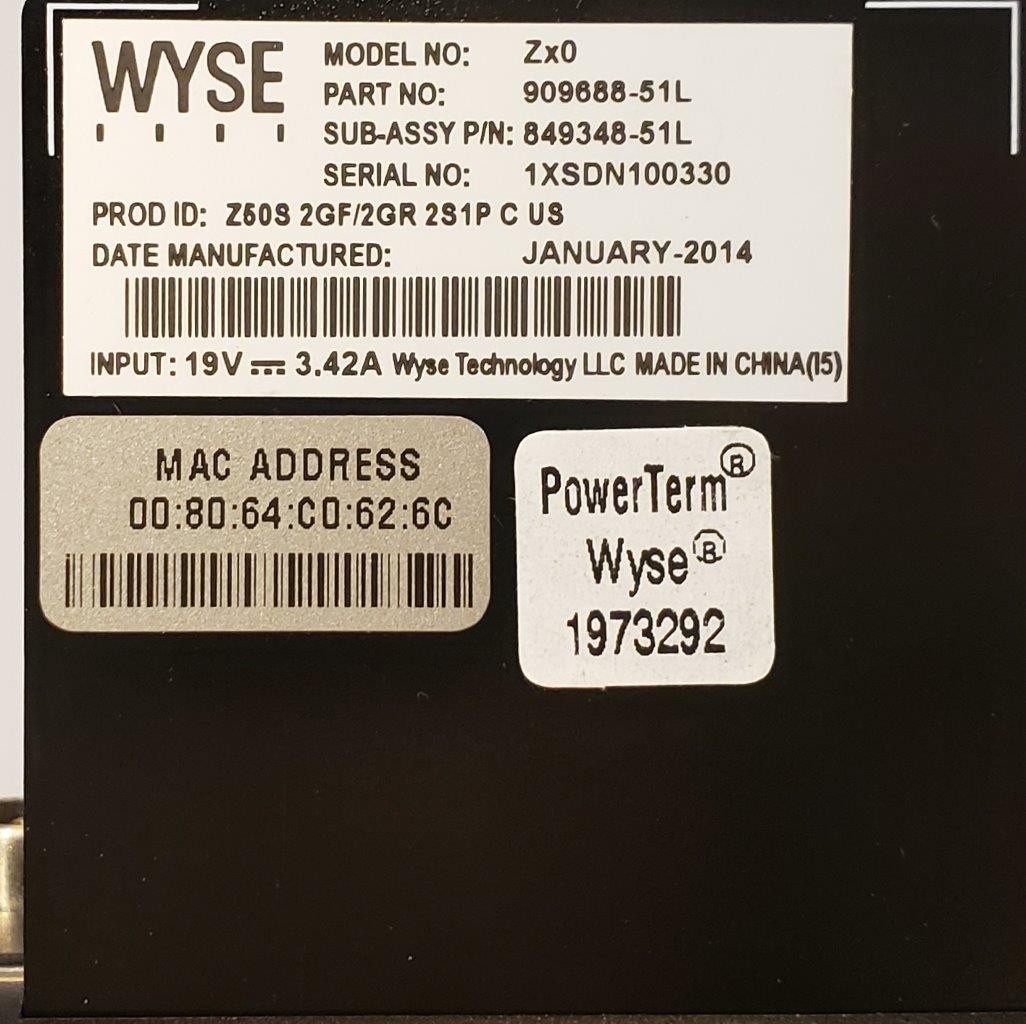 WYSE
MODEL NO: Zx0
PART NO: 909688-51L
SUB-ASSY P/N: 849348-51L
SERIAL NO: 1XSDN100330
PROD ID: Z50S 2GF/2GR 2S1P C US
DATE MANUFACTURED: JANUARY-2014
INPUT: 19V ⎓ 3.42A Wyse Technology LLC MADE IN CHINA(I5)
MAC ADDRESS
00:80:64:C0:62:6C
PowerTerm®
Wyse®
1973292